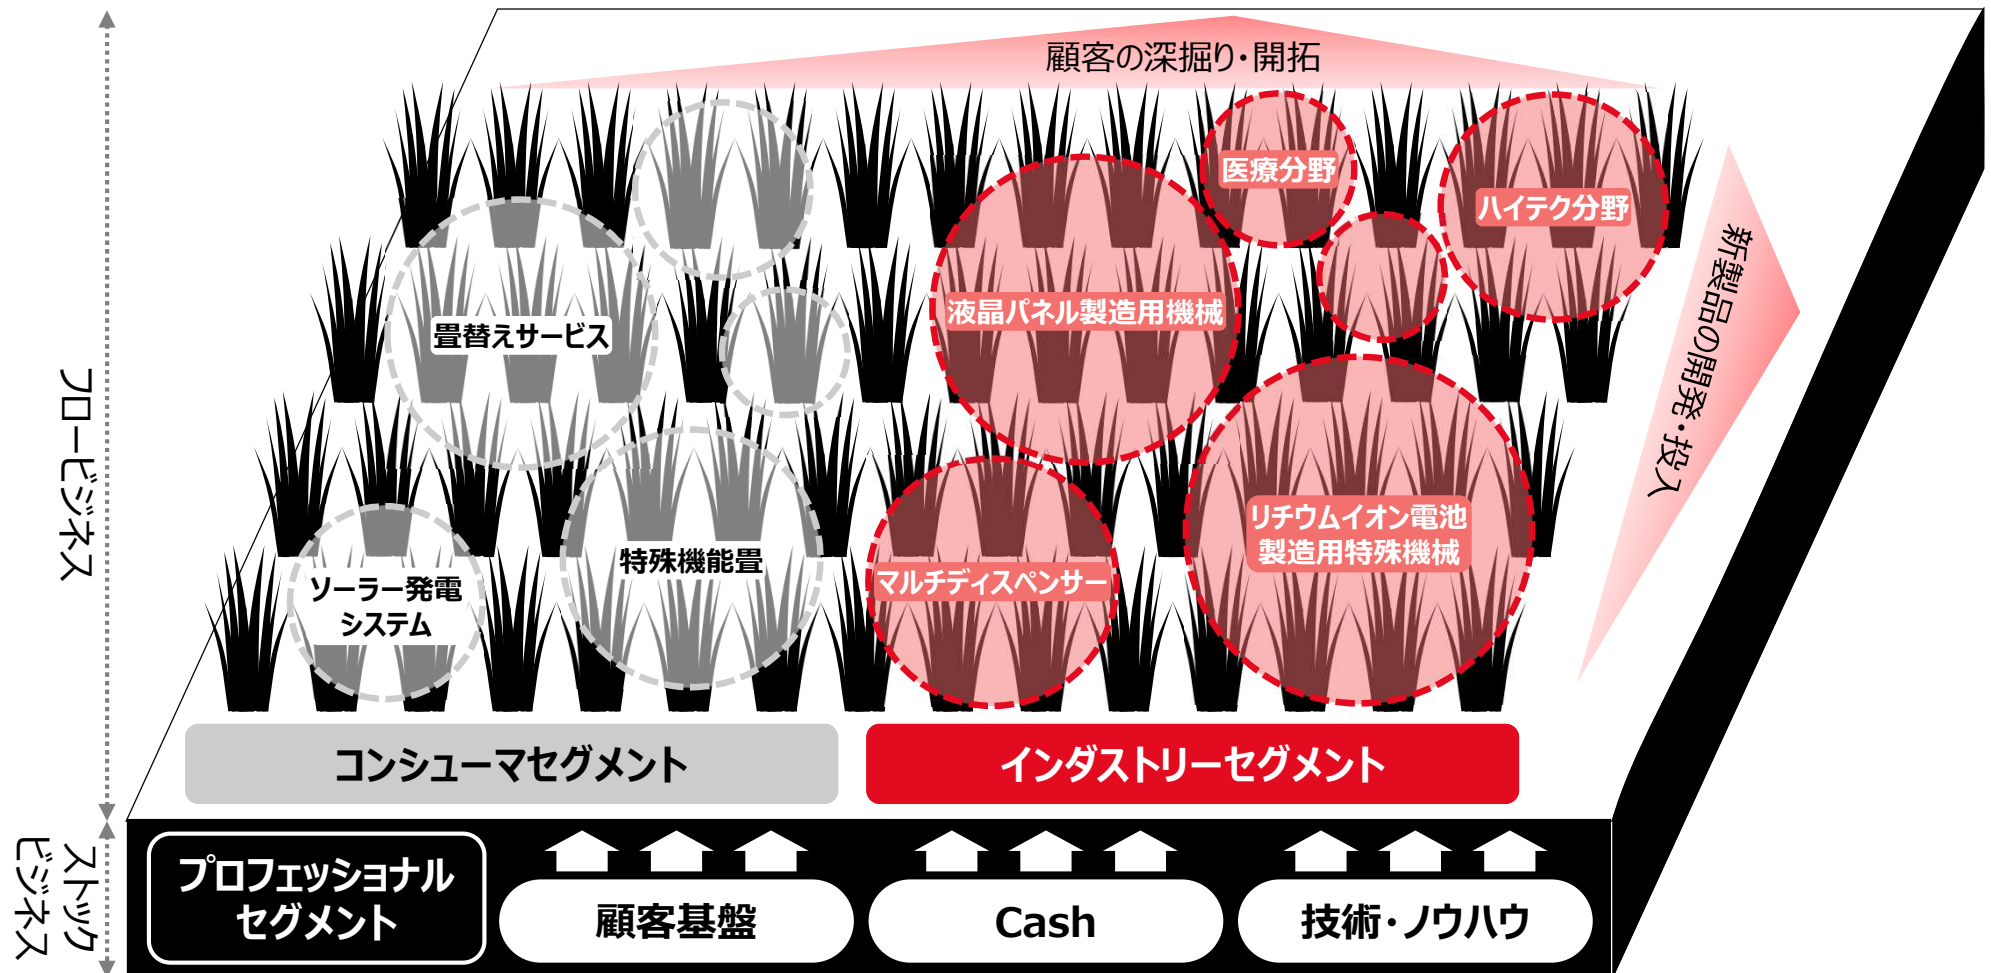 顧客の深掘り・開拓
医療分野
ハイテク分野
新製品の開発・投入
液晶パネル製造用機械
畳替えサービス
フロービジネス
リチウムイオン電池
製造用特殊機械
特殊機能畳
マルチディスペンサー
ソーラー発電
システム
コンシューマセグメント
インダストリーセグメント
ストック
ビジネス
プロフェッショナル
セグメント
顧客基盤
Cash
技術・ノウハウ